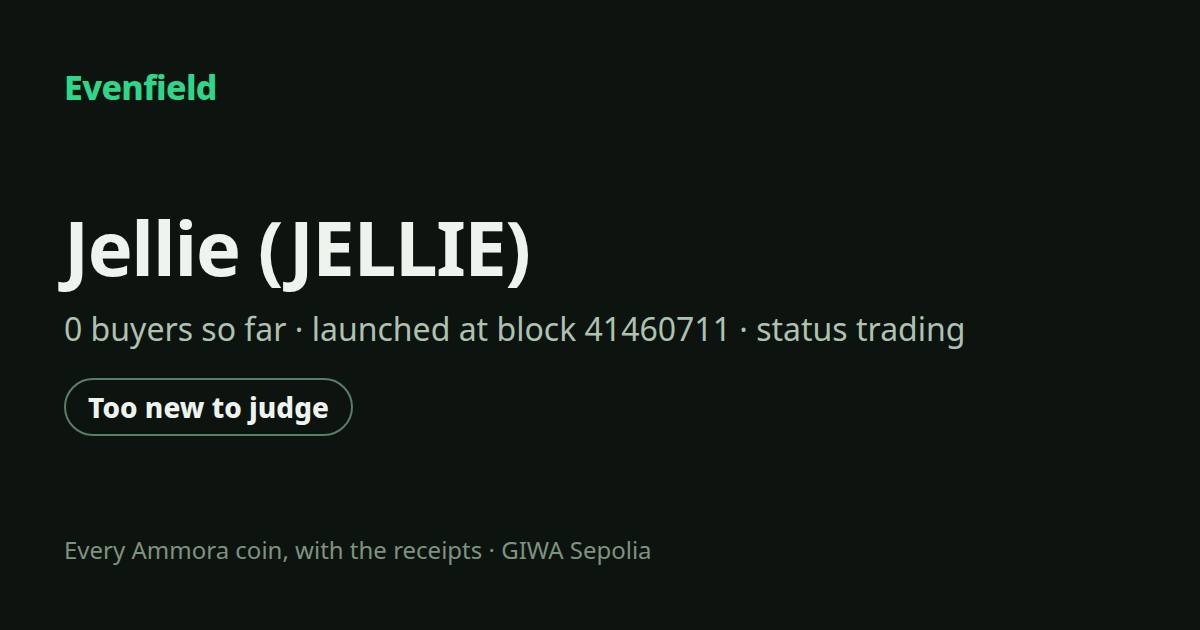 Evenfield
Jellie (JELLIE)
0 buyers so far · launched at block 41460711 · status trading
Too new to judge
Every Ammora coin, with the receipts · GIWA Sepolia